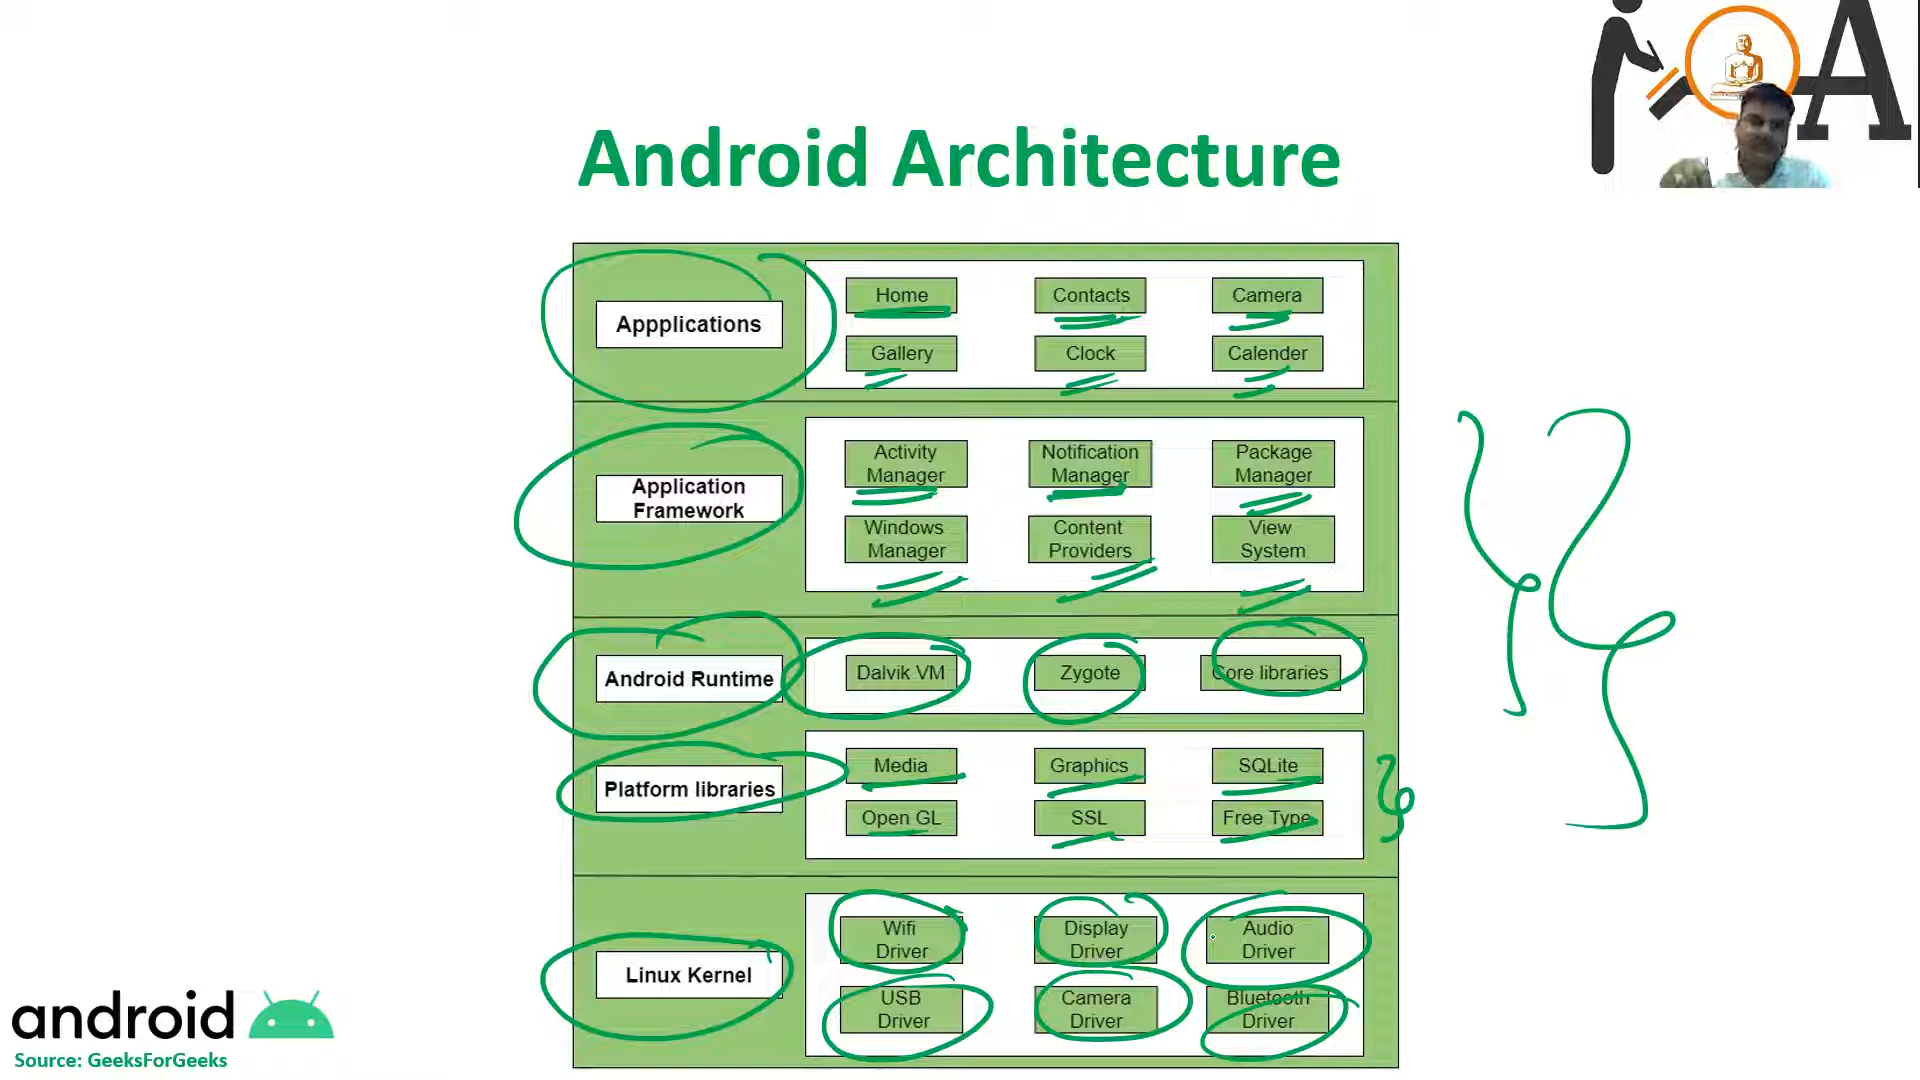 A
Android Architecture
Appplications
Home
Contacts
Camera
Gallery
Clock
Calender
Application
Framework
Activity
Manager
Notification
Manager
Package
Manager
Windows
Manager
Content
Providers
View
System
Android Runtime
Dalvik VM
Zygote
Core libraries
Platform libraries
Media
Graphics
SQLite
Open GL
SSL
Free Type
Linux Kernel
Wifi
Driver
Display
Driver
Audio
Driver
USB
Driver
Camera
Driver
Bluetooth
Driver
android
Source: GeeksForGeeks